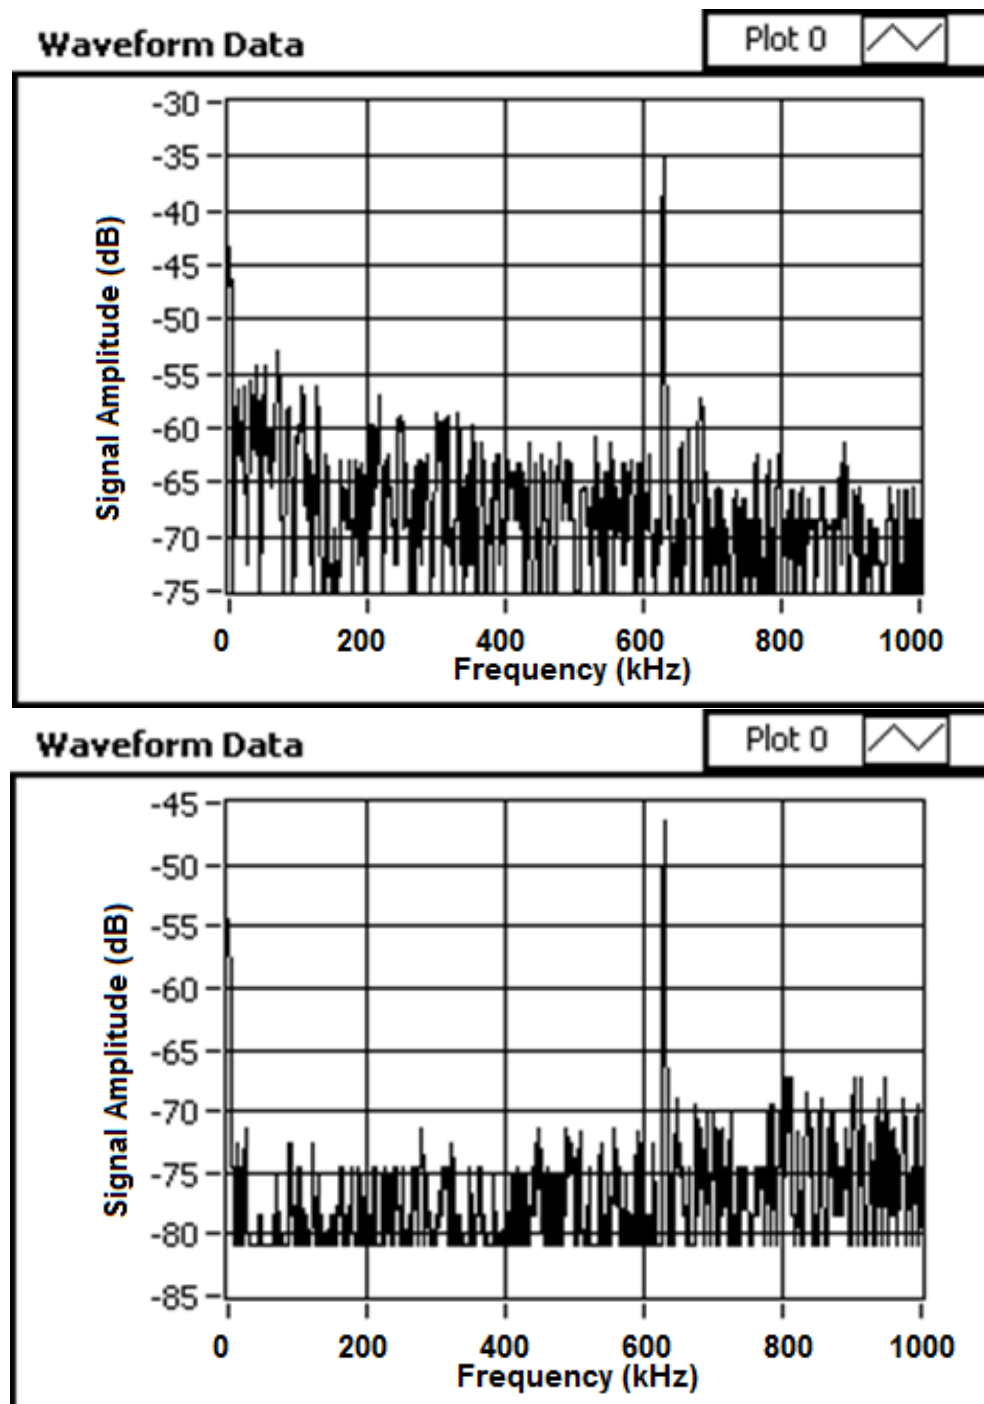 Waveform Data
Plot 0
-30
-35
-40
-45
-50
-55
-60
-65
-70
-75
Signal Amplitude (dB)
0 200 400 600 800 1000
Frequency (kHz)
Waveform Data
Plot 0
-45
-50
-55
-60
-65
-70
-75
-80
-85
Signal Amplitude (dB)
0 200 400 600 800 1000
Frequency (kHz)